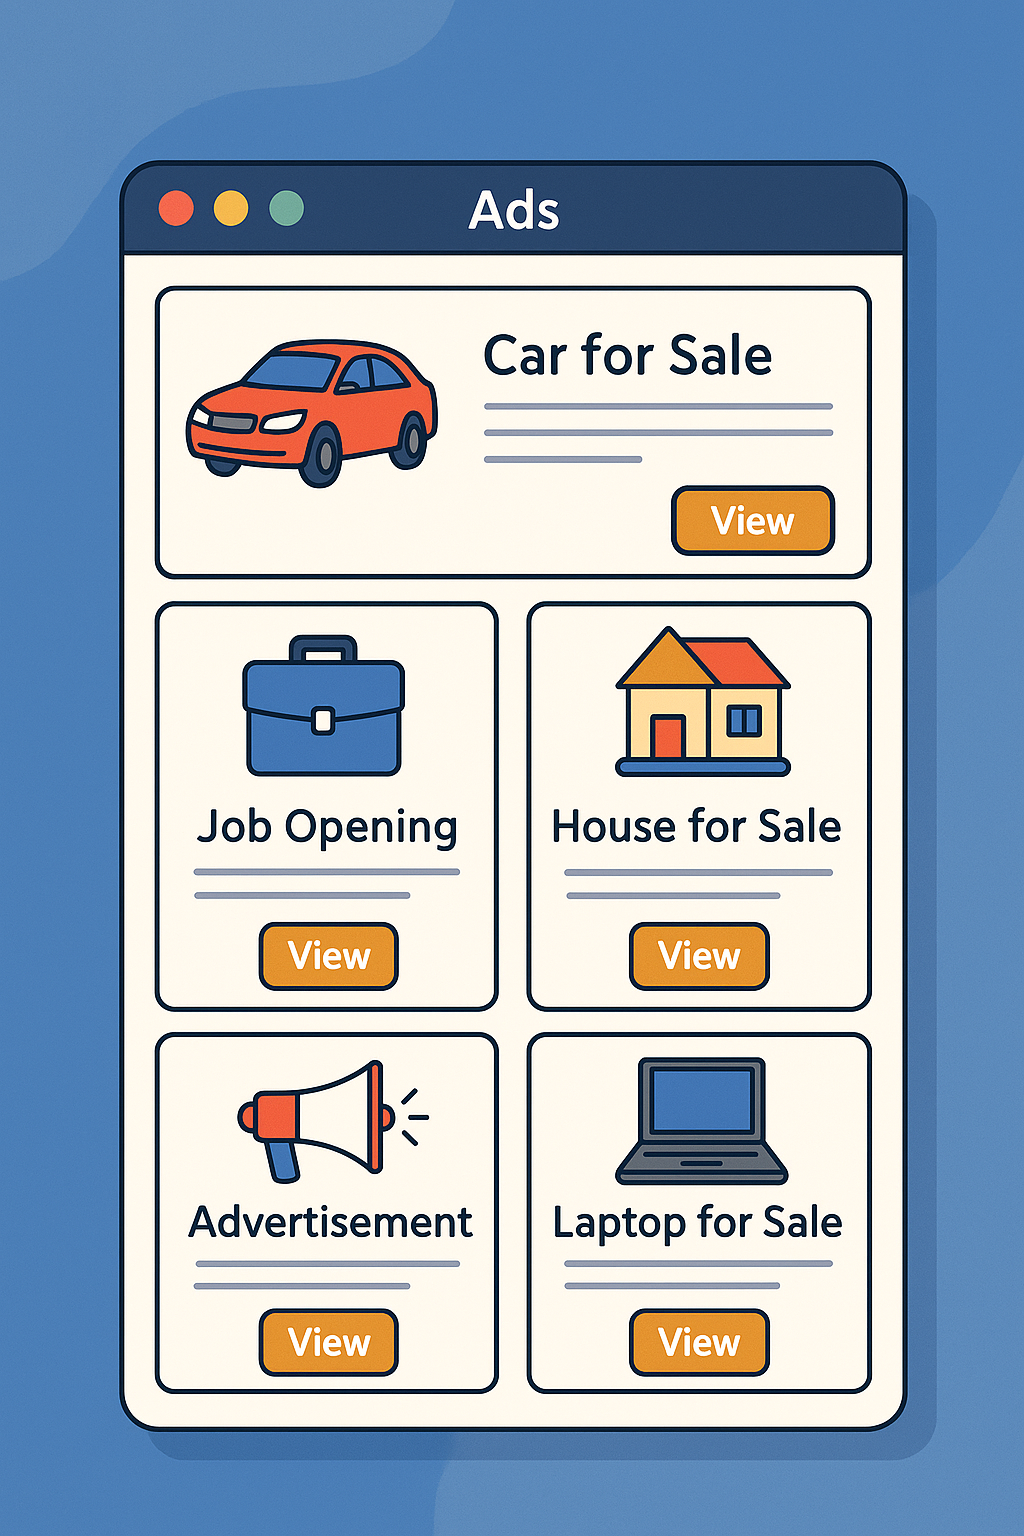 Ads
Car for Sale
View
Job Opening
View
House for Sale
View
Advertisement
View
Laptop for Sale
View